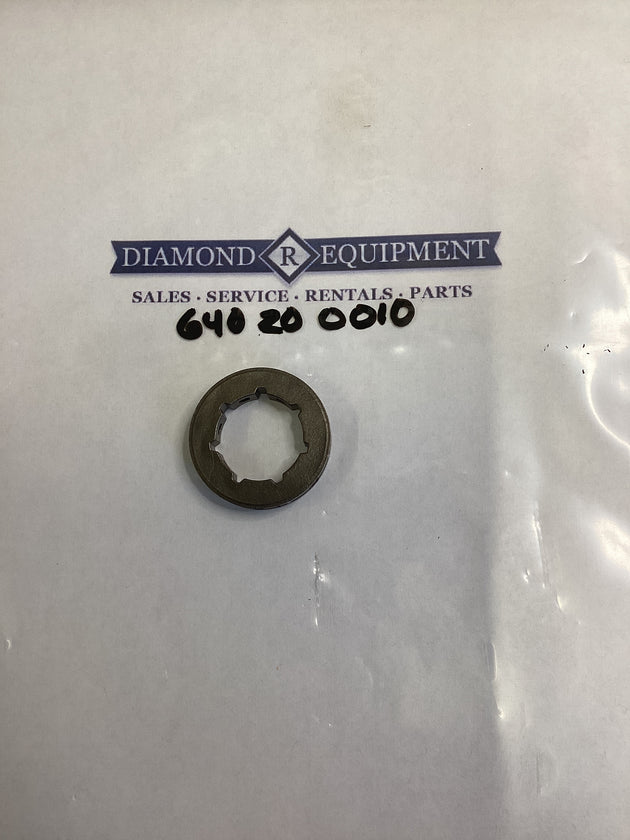 DIAMOND R EQUIPMENT
SALES · SERVICE · RENTALS · PARTS
640 20 0010